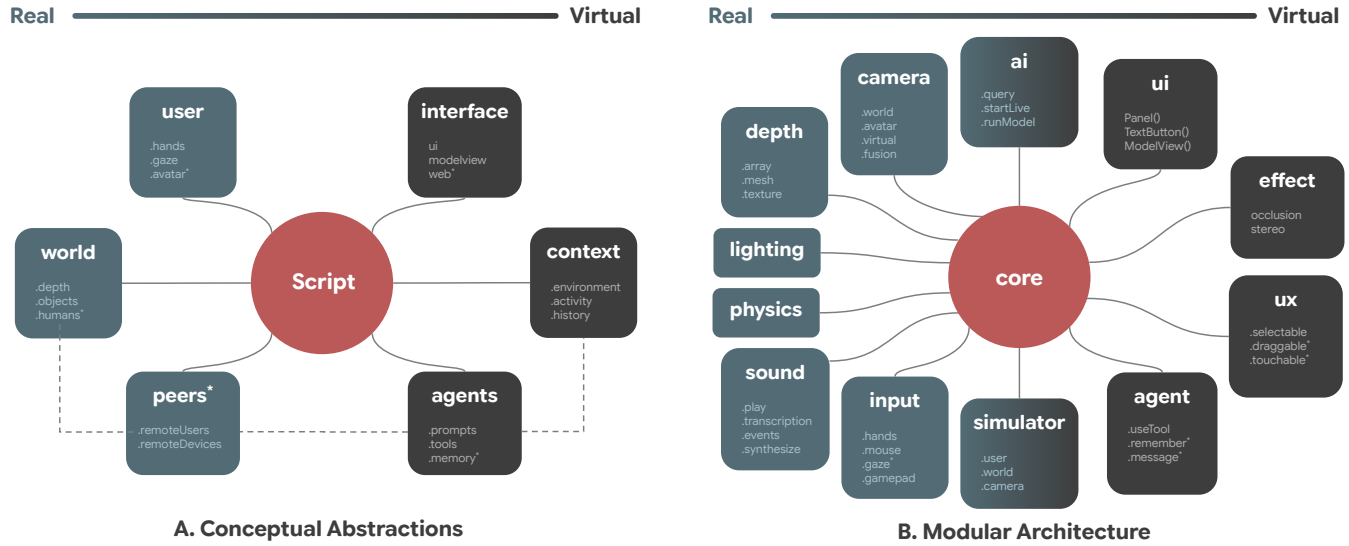 Real
Virtual
user
.hands
.gaze
.avatar*
interface
ui
modelview
web*
world
.depth
.objects
.humans*
Script
context
.environment
.activity
.history
peers*
.remoteUsers
.remoteDevices
agents
.prompts
.tools
.memory*
A. Conceptual Abstractions
Real
Virtual
depth
.array
.mesh
.texture
camera
.world
.avatar
.virtual
.fusion
ai
.query
.startLive
.runModel
ui
Panel()
TextButton()
ModelView()
effect
occlusion
stereo
lighting
physics
core
ux
.selectable
.draggable*
.touchable*
sound
.play
.transcription
.events
.synthesize
input
.hands
.mouse
.gaze*
.gamepad
simulator
.user
.world
.camera
agent
.useTool
.remember*
.message*
B. Modular Architecture